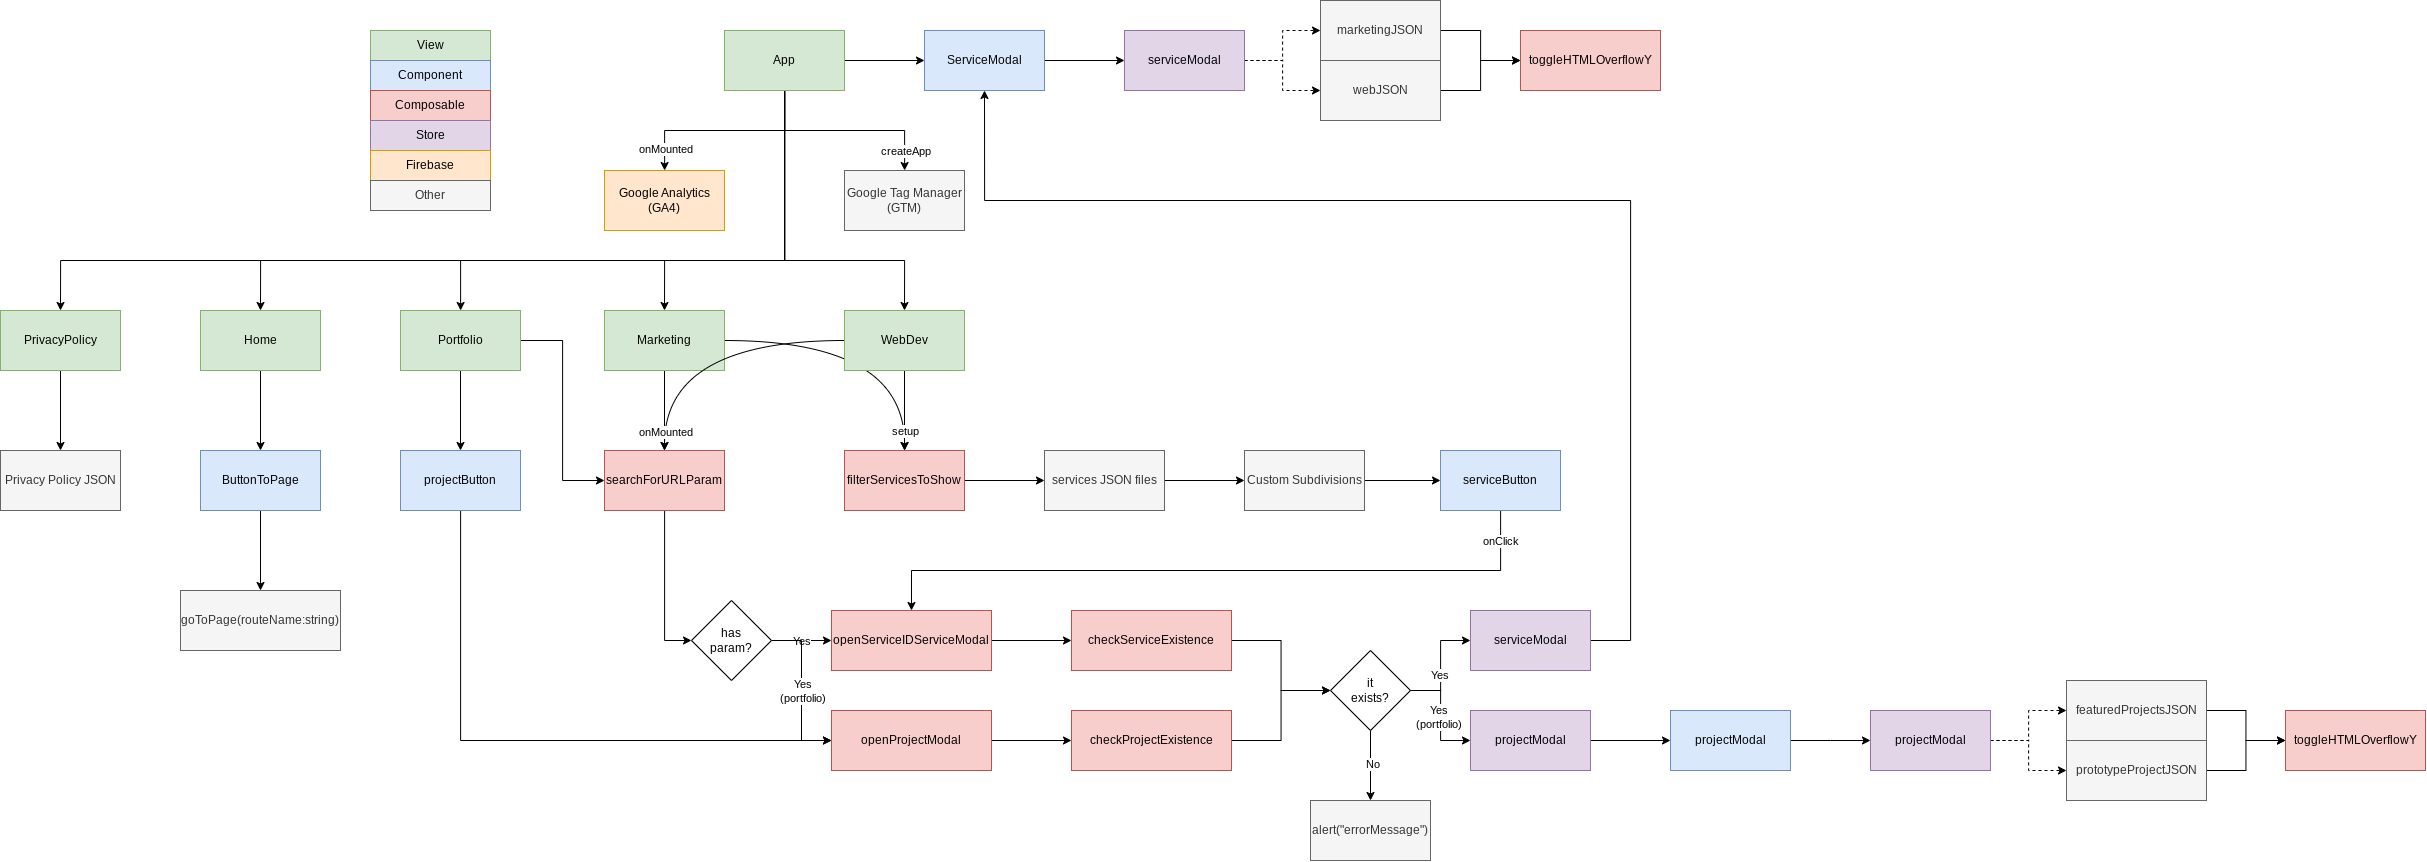 View
Component
Composable
Store
Firebase
Other
App
ServiceModal
serviceModal
marketingJSON
webJSON
toggleHTMLOverflowY
onMounted
createApp
Google Analytics
(GA4)
Google Tag Manager
(GTM)
PrivacyPolicy
Home
Portfolio
Marketing
WebDev
onMounted
setup
Privacy Policy JSON
ButtonToPage
projectButton
searchForURLParam
filterServicesToShow
services JSON files
Custom Subdivisions
serviceButton
onClick
goToPage(routeName:string)
has
param?
Yes
Yes
(portfolio)
openServiceIDServiceModal
checkServiceExistence
openProjectModal
checkProjectExistence
it
exists?
Yes
Yes
(portfolio)
No
serviceModal
projectModal
projectModal
projectModal
featuredProjectsJSON
prototypeProjectJSON
toggleHTMLOverflowY
alert("errorMessage")